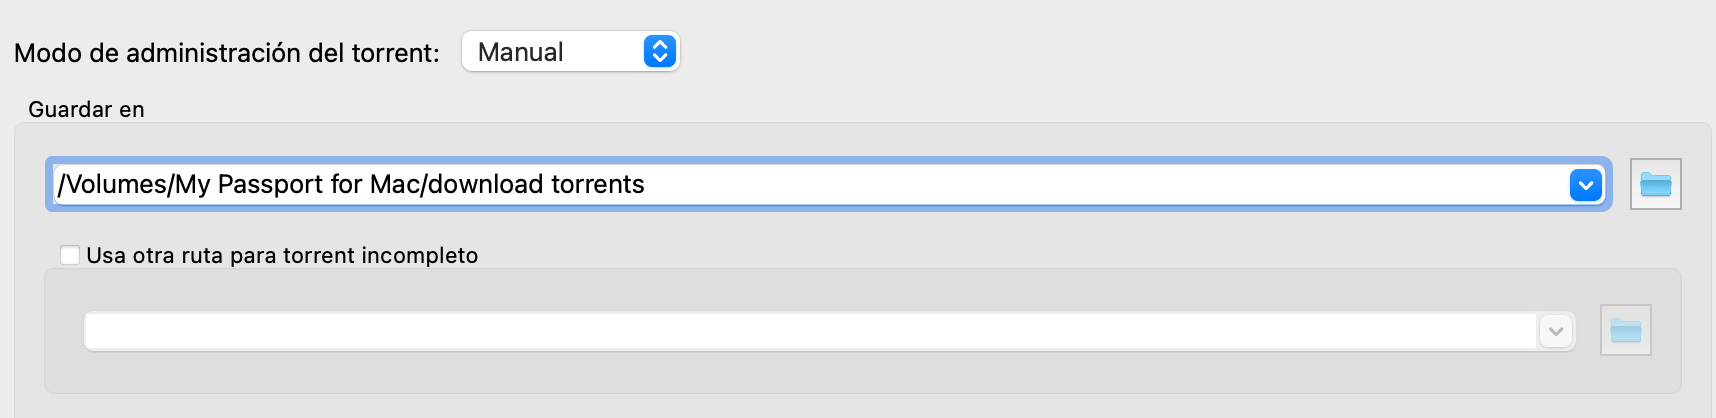 Modo de administración del torrent: Manual
Guardar en
/Volumes/My Passport for Mac/download torrents
Usa otra ruta para torrent incompleto